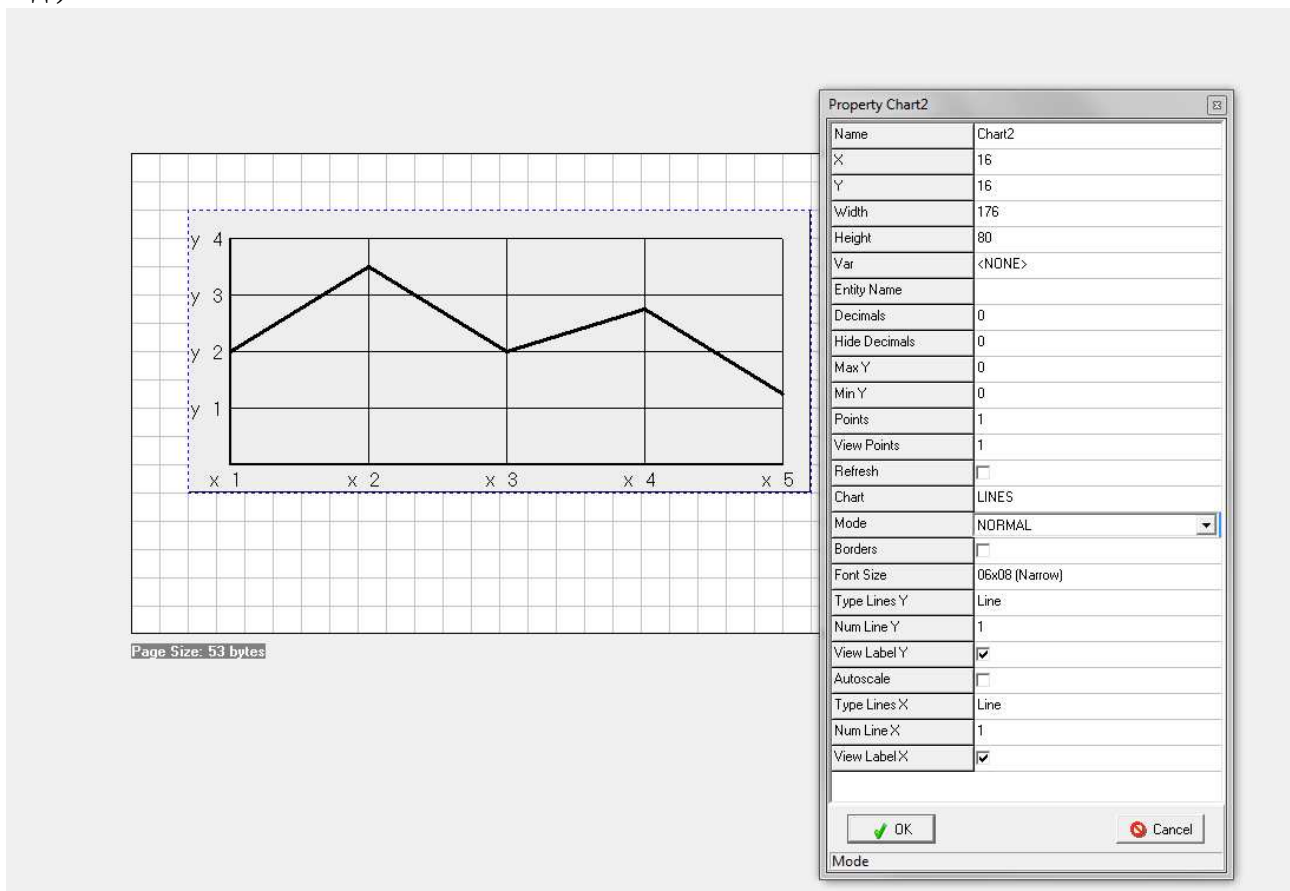 Property Chart2
Name Chart2
X 16
Y 16
Width 176
Height 80
Var <NONE>
Entity Name
Decimals 0
Hide Decimals 0
Max Y 0
Min Y 0
Points 1
View Points 1
Refresh
Chart LINES
Mode NORMAL
Borders
Font Size 06x08 (Narrow)
Type Lines Y Line
Num Line Y 1
View Label Y
Autoscale
Type Lines X Line
Num Line X 1
View Label X
OK Cancel
Mode
y 4
y 3
y 2
y 1
x 1 x 2 x 3 x 4 x 5
Page Size: 53 bytes